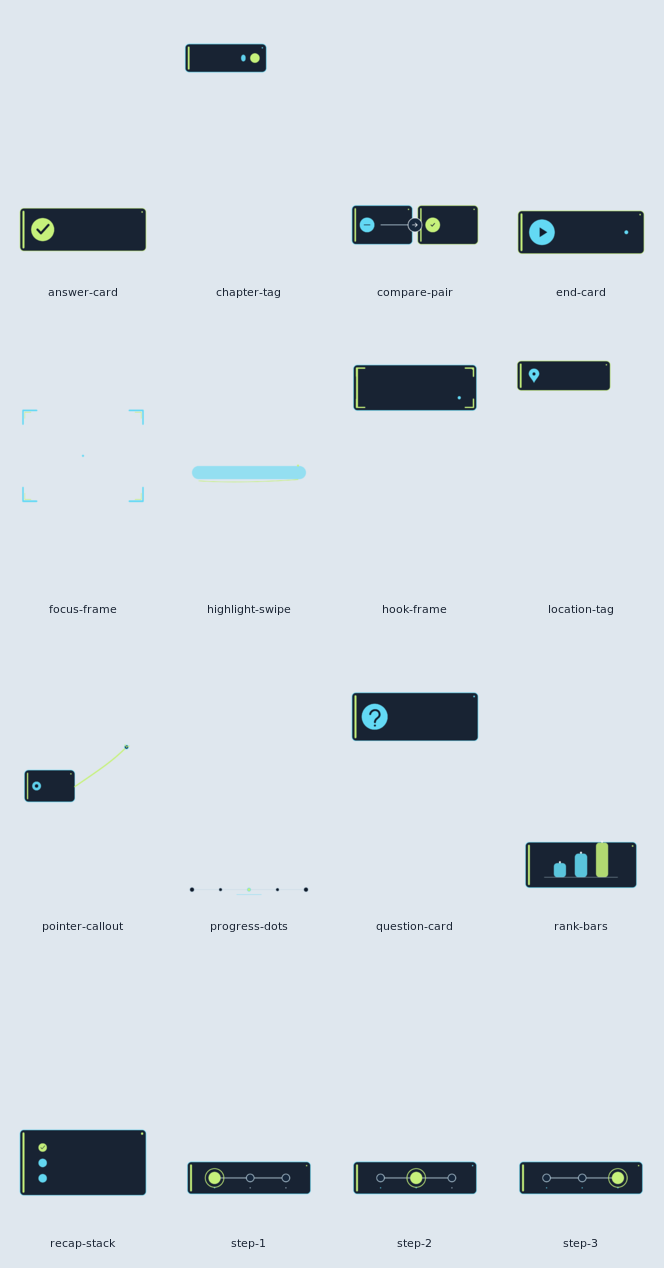 answer-card
chapter-tag
compare-pair
end-card
focus-frame
highlight-swipe
hook-frame
location-tag
pointer-callout
progress-dots
question-card
rank-bars
recap-stack
step-1
step-2
step-3